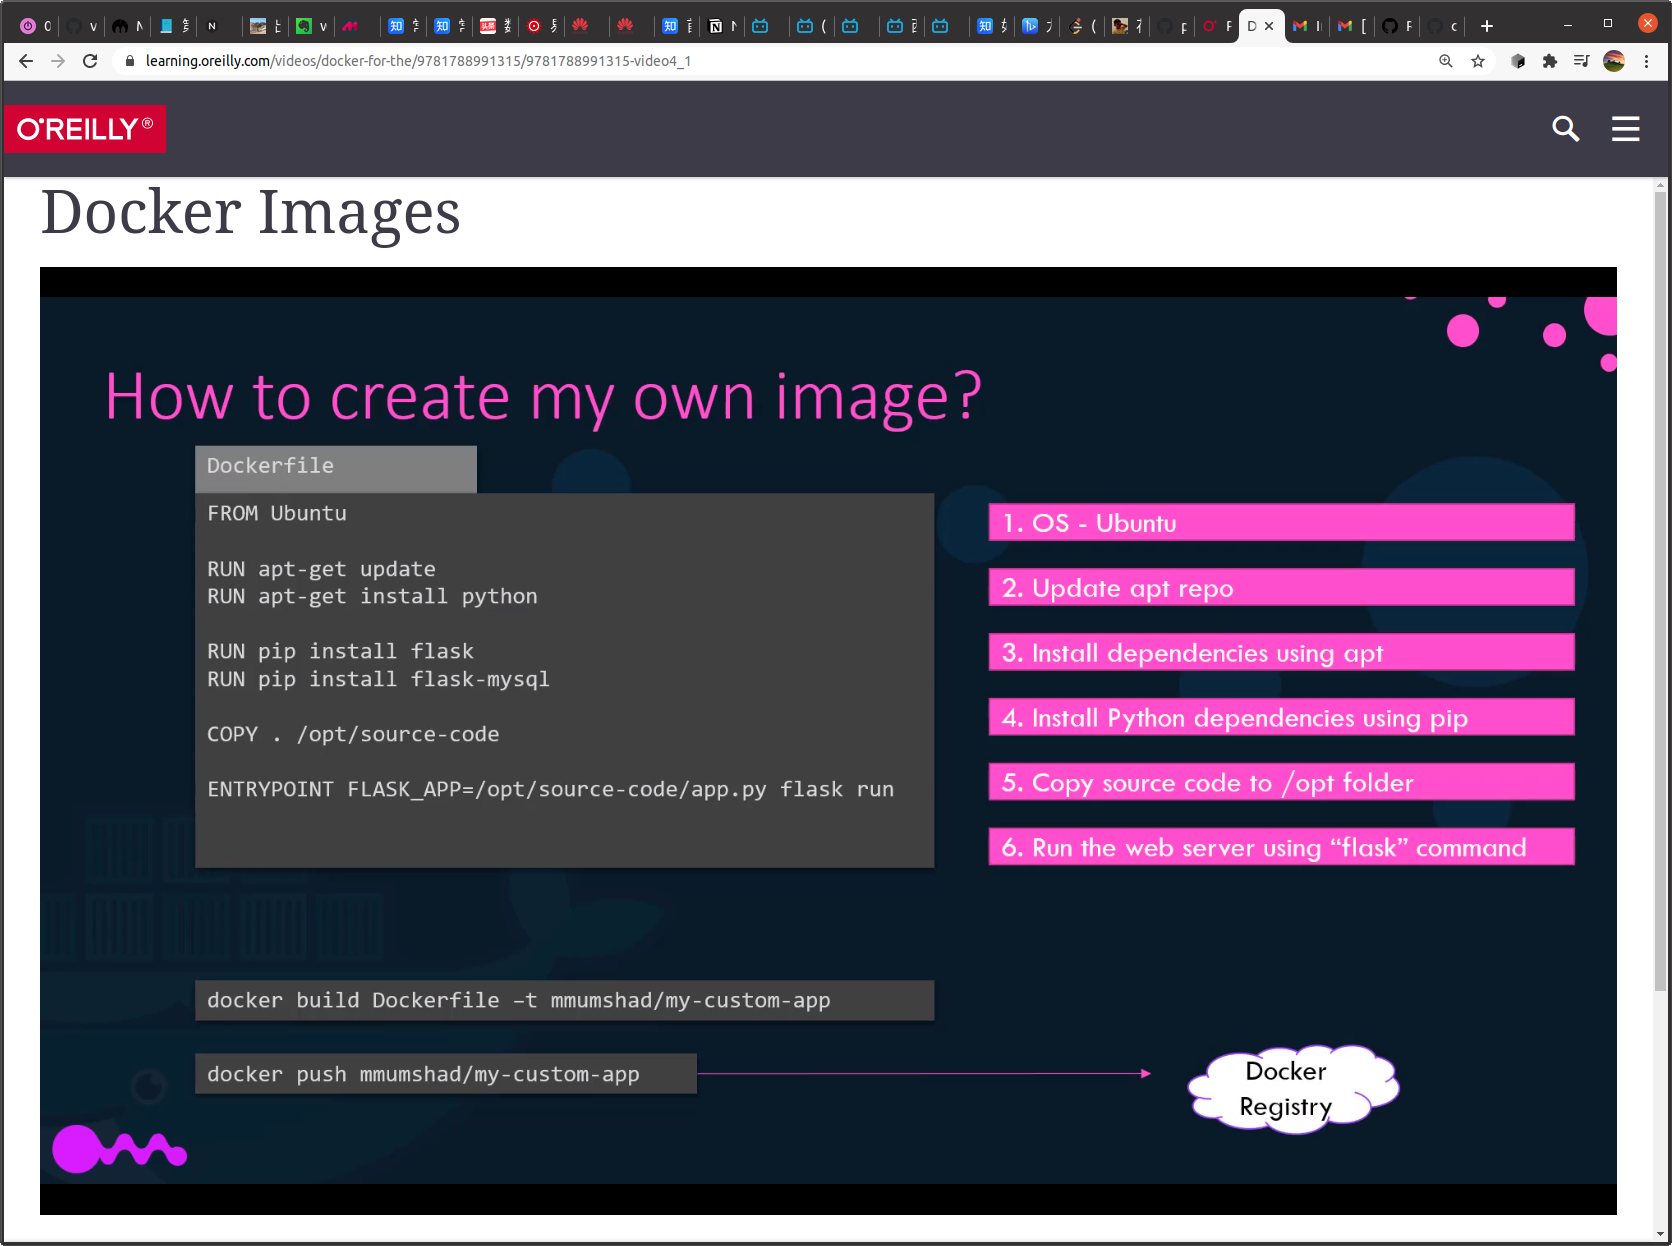 learning.oreilly.com/videos/docker-for-the/9781788991315/9781788991315-video4_1
O'REILLY®
Docker Images
How to create my own image?
Dockerfile
FROM Ubuntu
RUN apt-get update
RUN apt-get install python
RUN pip install flask
RUN pip install flask-mysql
COPY . /opt/source-code
ENTRYPOINT FLASK_APP=/opt/source-code/app.py flask run
1. OS - Ubuntu
2. Update apt repo
3. Install dependencies using apt
4. Install Python dependencies using pip
5. Copy source code to /opt folder
6. Run the web server using “flask” command
docker build Dockerfile –t mmumshad/my-custom-app
docker push mmumshad/my-custom-app
Docker
Registry